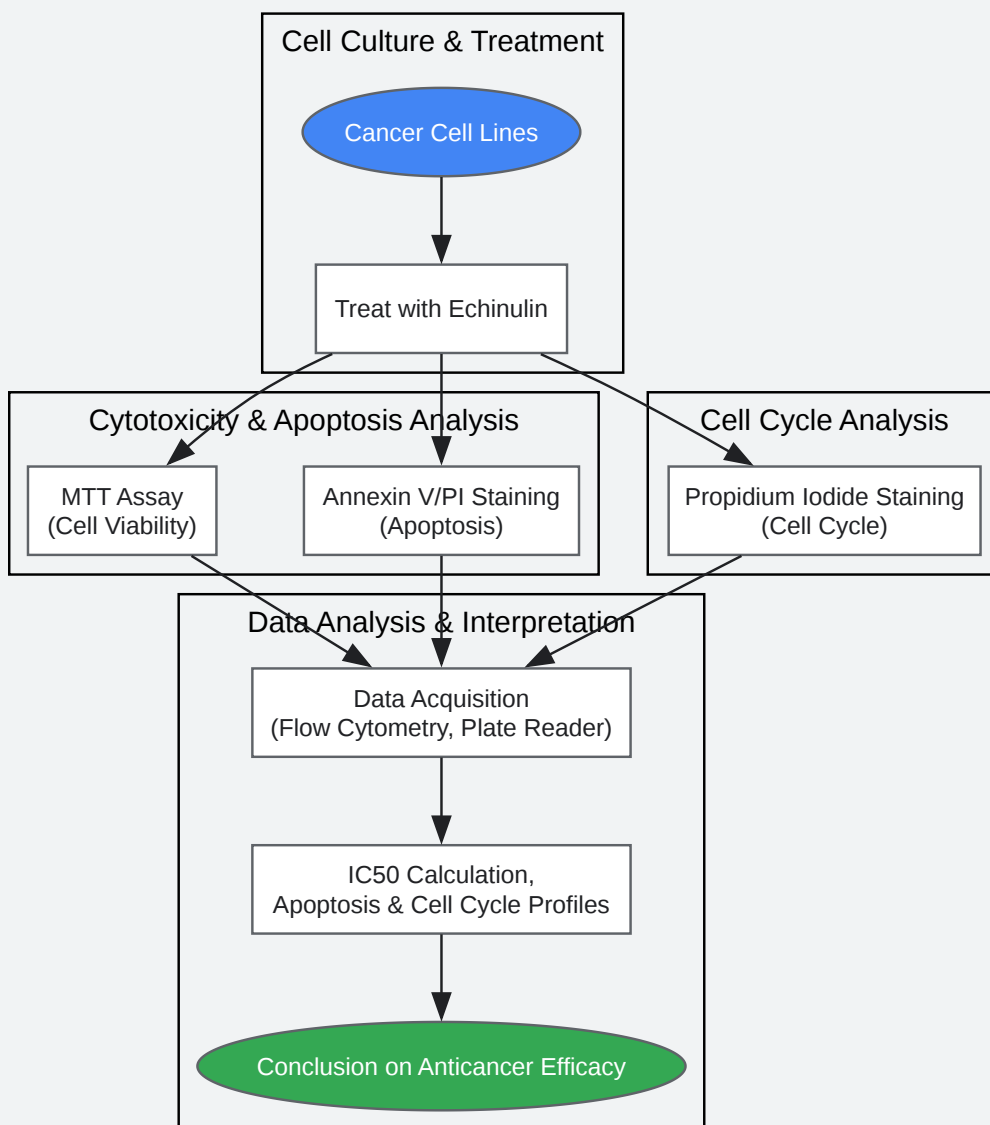 Cell Culture & Treatment
Cancer Cell Lines
Treat with Echinulin
Cytotoxicity & Apoptosis Analysis
Cell Cycle Analysis
MTT Assay
(Cell Viability)
Annexin V/PI Staining
(Apoptosis)
Propidium Iodide Staining
(Cell Cycle)
Data Analysis & Interpretation
Data Acquisition
(Flow Cytometry, Plate Reader)
IC50 Calculation,
Apoptosis & Cell Cycle Profiles
Conclusion on Anticancer Efficacy